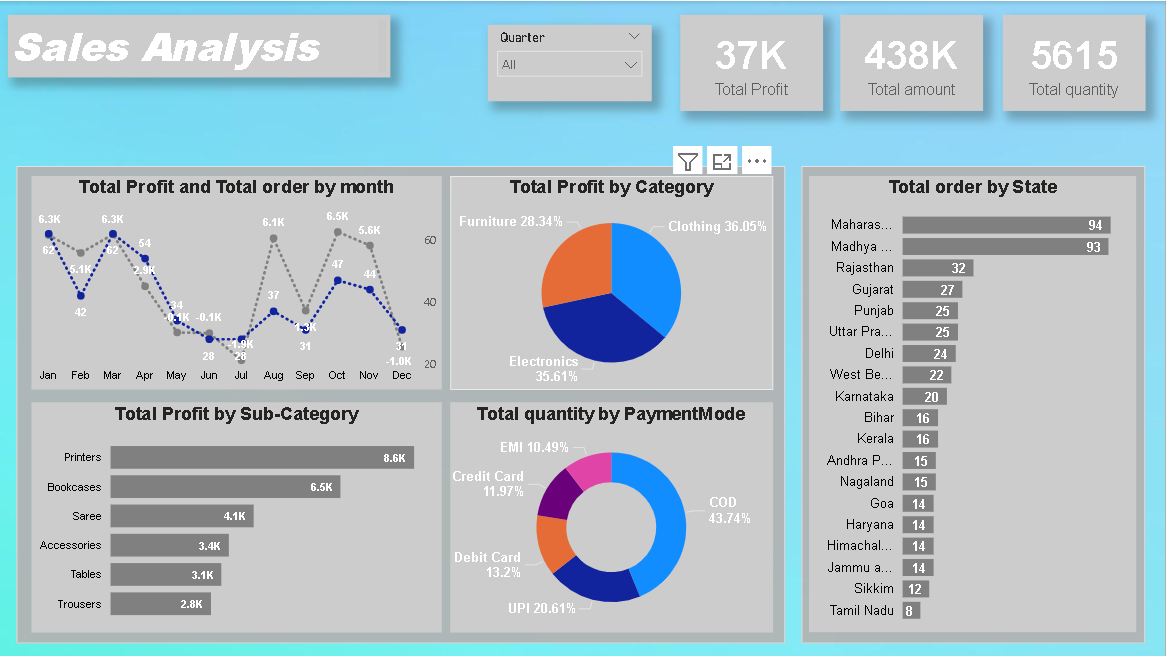 Sales Analysis
Quarter
All
37K
Total Profit
438K
Total amount
5615
Total quantity
Total Profit and Total order by month
6.3K
6.3K
6.1K
6.5K
5.6K
62
5.1K
62
54
2.9K
42
34
-0.1K
-0.1K
28
-1.9K
28
37
1.3K
31
47
44
31
-1.0K
60
40
20
Jan Feb Mar Apr May Jun Jul Aug Sep Oct Nov Dec
Total Profit by Category
Furniture 28.34%
Clothing 36.05%
Electronics
35.61%
Total Profit by Sub-Category
Printers 8.6K
Bookcases 6.5K
Saree 4.1K
Accessories 3.4K
Tables 3.1K
Trousers 2.8K
Total quantity by PaymentMode
EMI 10.49%
Credit Card
11.97%
COD
43.74%
Debit Card
13.2%
UPI 20.61%
Total order by State
Maharas... 94
Madhya ... 93
Rajasthan 32
Gujarat 27
Punjab 25
Uttar Pra... 25
Delhi 24
West Be... 22
Karnataka 20
Bihar 16
Kerala 16
Andhra P... 15
Nagaland 15
Goa 14
Haryana 14
Himachal... 14
Jammu a... 14
Sikkim 12
Tamil Nadu 8